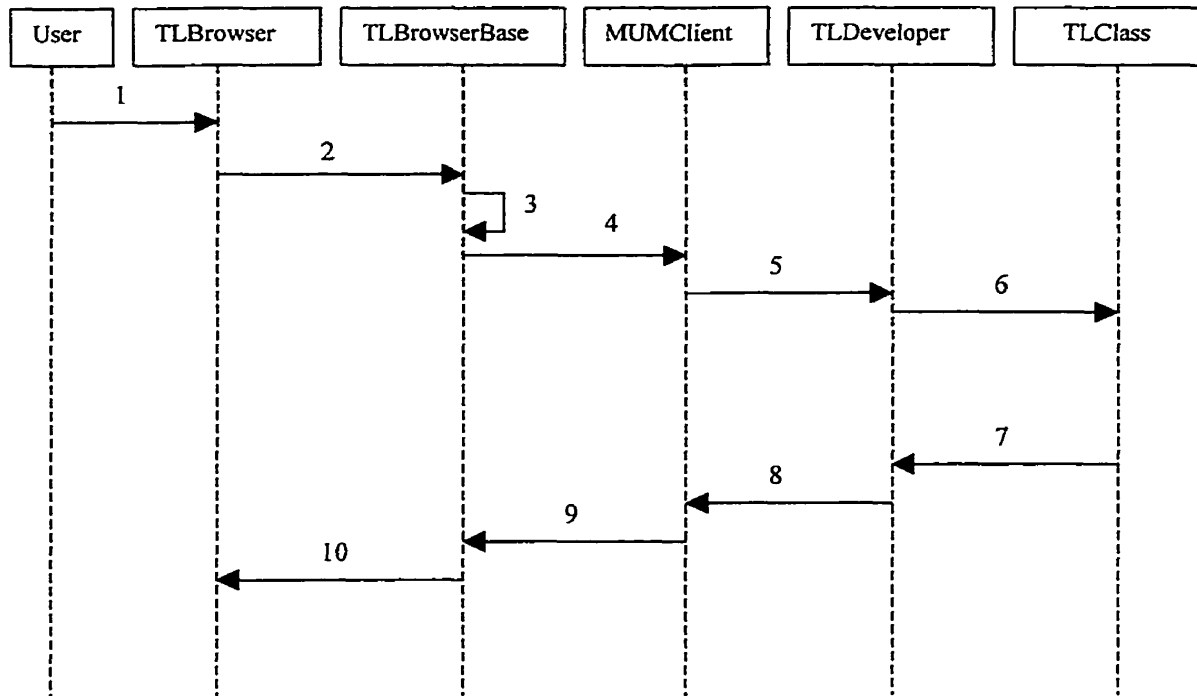 User
TLBrowser
TLBrowserBase
MUMClient
TLDeveloper
TLClass
1
2
3
4
5
6
7
8
9
10